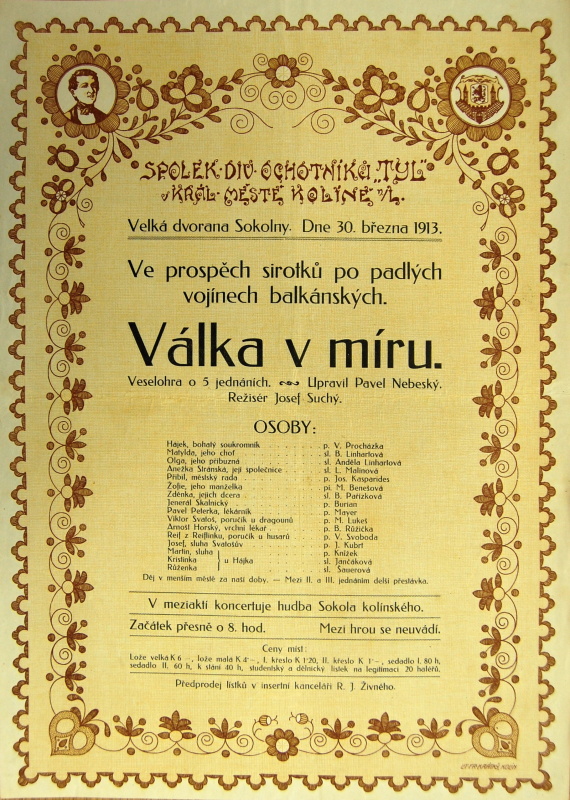 SPOLEK·DIV·OCHOTNÍKŮ „TYL“
V KRÁL·MĚSTĚ KOLÍNĚ N/L.
Velká dvorana Sokolny. Dne 30. března 1913.
Ve prospěch sirotků po padlých
vojínech balkánských.
Válka v míru.
Veselohra o 5 jednáních. Upravil Pavel Nebeský.
Režisér Josef Suchý.
OSOBY:
Hájek, bohatý soukromník . . . . . p. V. Procházka
Matylda, jeho choť . . . . . sl. B. Linhartová
Olga, jeho příbuzná . . . . . sl. Anděla Linhartová
Anežka Stránská, její společnice . . . . . sl. L. Malinová
Přibil, městský rada . . . . . p. Jos. Kasparides
Žofie, jeho manželka . . . . . pí. M. Benešová
Zdenka, jejich dcera . . . . . sl. B. Pařízková
Jenerál Skalnický . . . . . p. Burian
Pavel Peterka, lékárník . . . . . p. Mayer
Viktor Svatoš, poručík u dragounů . . . . . p. M. Lukeš
Arnošt Horský, vrchní lékař . . . . . p. B. Růžička
Reif z Reiflinku, poručík u husarů . . . . . p. V. Svoboda
Josef, sluha Svatošův . . . . . p. J. Kubrt
Martin, sluha . . . . . p. Knížek
Kristinka } u Hájka . . . . . sl. Jančáková
Růženka . . . . . sl. Sauerová
Děj v menším městě za naší doby. — Mezi II. a III. jednáním delší přestávka.
V meziaktí koncertuje hudba Sokola kolínského.
Začátek přesně o 8. hod. Mezi hrou se neuvádí.
Ceny míst:
Lože velká K 6·–, lože malá K 4·–, I. křeslo K 1·20, II. křeslo K 1·–, sedadlo I. 80 h,
sedadlo II. 60 h, k stání 40 h, studentský a dělnický lístek na legitimaci 20 haléřů.
Předprodej lístků v insertní kanceláři R. J. Živného.